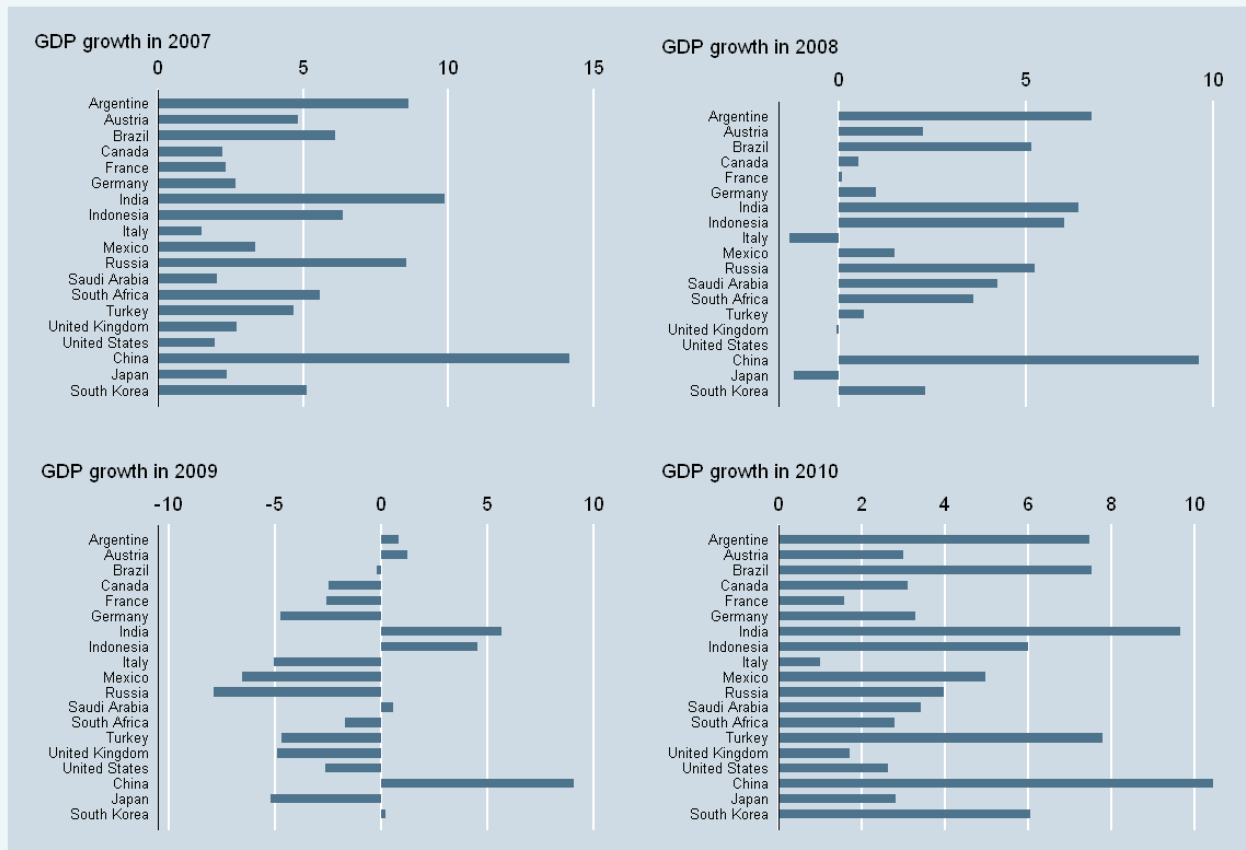 GDP growth in 2007
0 5 10 15
Argentine
Austria
Brazil
Canada
France
Germany
India
Indonesia
Italy
Mexico
Russia
Saudi Arabia
South Africa
Turkey
United Kingdom
United States
China
Japan
South Korea
GDP growth in 2008
0 5 10
Argentine
Austria
Brazil
Canada
France
Germany
India
Indonesia
Italy
Mexico
Russia
Saudi Arabia
South Africa
Turkey
United Kingdom
United States
China
Japan
South Korea
GDP growth in 2009
-10 -5 0 5 10
Argentine
Austria
Brazil
Canada
France
Germany
India
Indonesia
Italy
Mexico
Russia
Saudi Arabia
South Africa
Turkey
United Kingdom
United States
China
Japan
South Korea
GDP growth in 2010
0 2 4 6 8 10
Argentine
Austria
Brazil
Canada
France
Germany
India
Indonesia
Italy
Mexico
Russia
Saudi Arabia
South Africa
Turkey
United Kingdom
United States
China
Japan
South Korea